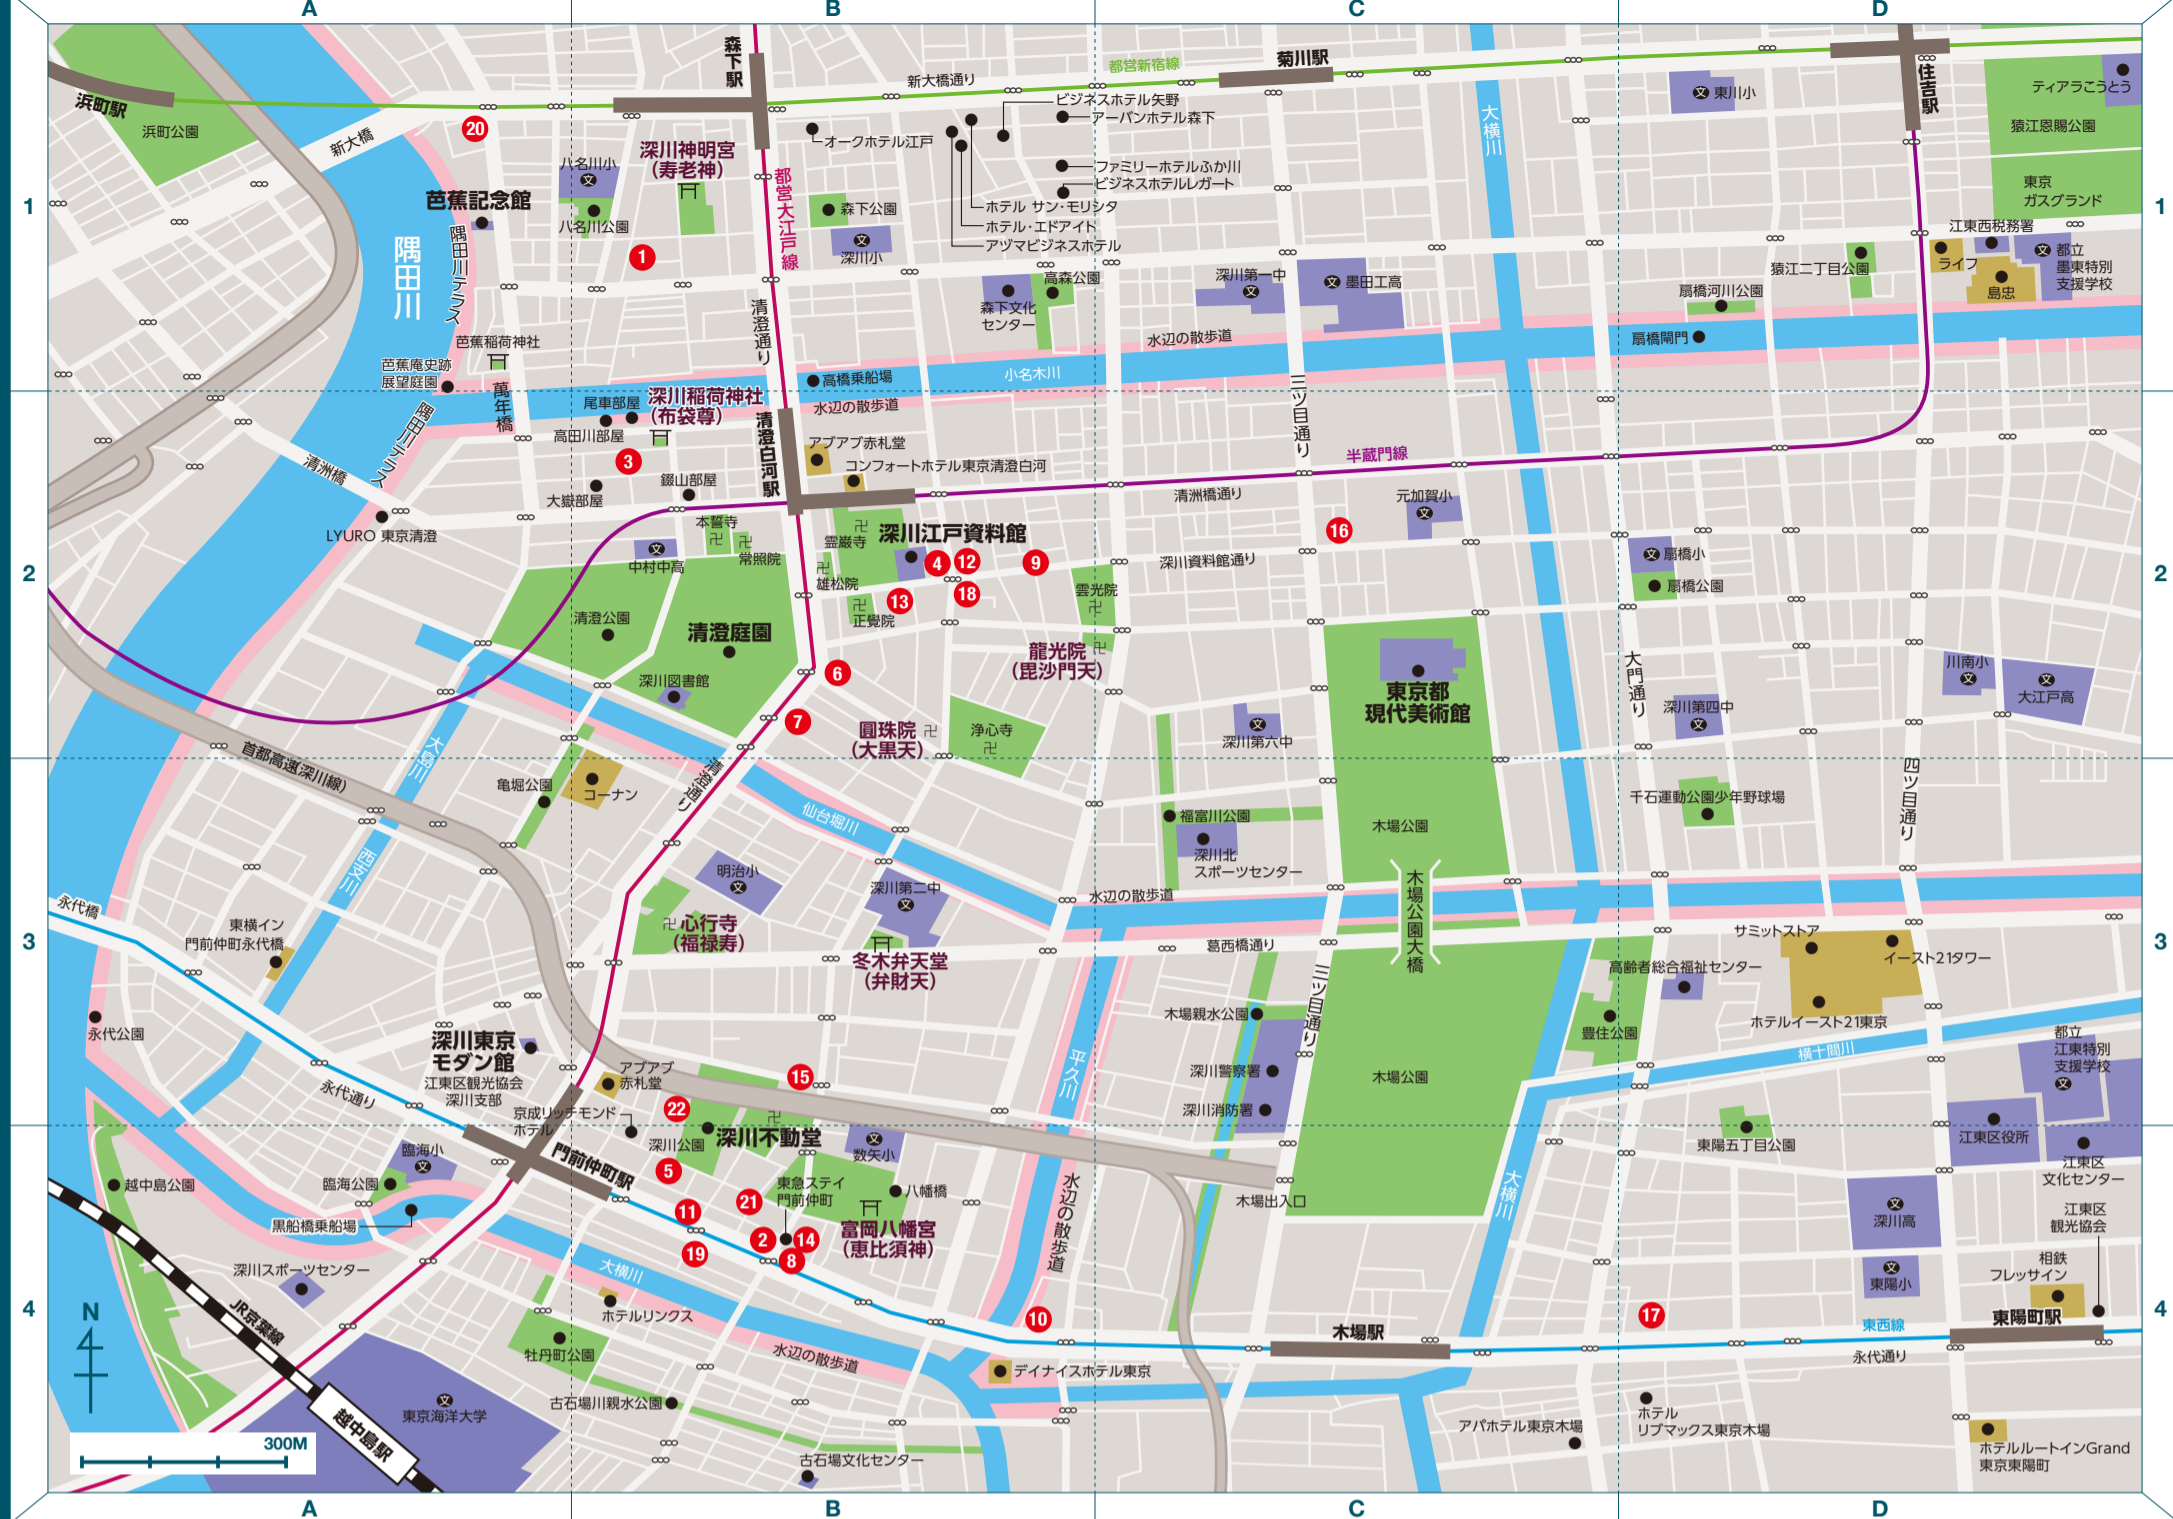 A
B
C
D
森下駅
新大橋通り
都営新宿線
菊川駅
住吉駅
ティアラこうとう
浜町駅
浜町公園
新大橋
20
ビジネスホテル矢野
アーバンホテル森下
オークホテル江戸
大横川
東川小
猿江恩賜公園
深川神明宮
(寿老神)
八名川小
ファミリーホテルふか川
ビジネスホテルレガート
東京
ガスグランド
1
芭蕉記念館
八名川公園
都営大江戸線
森下公園
深川小
ホテル サン・モリシタ
ホテル・エドアイト
アヅマビジネスホテル
1
江東西税務署
ライフ
島忠
都立
墨東特別
支援学校
隅田川
隅田川テラス
1
清澄通り
高森公園
森下文化
センター
深川第一中
墨田工高
猿江二丁目公園
扇橋河川公園
扇橋閘門
芭蕉稲荷神社
芭蕉庵史跡
展望庭園
萬年橋
水辺の散歩道
小名木川
高橋乗船場
水辺の散歩道
尾車部屋
高田川部屋
深川稲荷神社
(布袋尊)
三ツ目通り
清洲橋
隅田川テラス
3
大嶽部屋
錣山部屋
清澄白河駅
アブアブ赤札堂
コンフォートホテル東京清澄白河
半蔵門線
清洲橋通り
元加賀小
LYURO 東京清澄
本誓寺
常照院
中村中高
霊巌寺
深川江戸資料館
4
12
9
16
深川資料館通り
扇橋小
扇橋公園
2
雄松院
13
18
正覺院
雲光院
2
清澄公園
清澄庭園
深川図書館
6
7
龍光院
(毘沙門天)
東京都
現代美術館
大門通り
川南小
大江戸高
深川第四中
圓珠院
(大黒天)
浄心寺
深川第六中
首都高速(深川線)
大島川
亀堀公園
コーナン
清澄通り
仙台堀川
福富川公園
深川北
スポーツセンター
木場公園
千石運動公園少年野球場
四ツ目通り
西支川
明治小
深川第二中
水辺の散歩道
木場公園大橋
永代橋
東横イン
門前仲町永代橋
3
心行寺
(福禄寿)
冬木弁天堂
(弁財天)
葛西橋通り
サミットストア
イースト21タワー
高齢者総合福祉センター
3
永代公園
木場親水公園
三ツ目通り
豊住公園
ホテルイースト21東京
深川東京
モダン館
江東区観光協会
深川支部
アブアブ
赤札堂
15
平久川
深川警察署
木場公園
横十間川
都立
江東特別
支援学校
永代通り
京成リッチモンド
ホテル
22
深川公園
深川不動堂
数矢小
深川消防署
東陽五丁目公園
江東区役所
江東区
文化センター
臨海小
臨海公園
越中島公園
黒船橋乗船場
門前仲町駅
5
11
21
東急ステイ
門前仲町
八幡橋
富岡八幡宮
(恵比須神)
水辺の散歩道
木場出入口
大横川
深川高
江東区
観光協会
2
14
8
19
深川スポーツセンター
大横川
ホテルリンクス
東陽小
相鉄
フレッサイン
4
N
JR京葉線
牡丹町公園
10
木場駅
17
東西線
東陽町駅
4
水辺の散歩道
デイナイスホテル東京
永代通り
東京海洋大学
古石場川親水公園
ホテル
リブマックス東京木場
アパホテル東京木場
300M
越中島駅
古石場文化センター
ホテルルートインGrand
東京東陽町
A
B
C
D